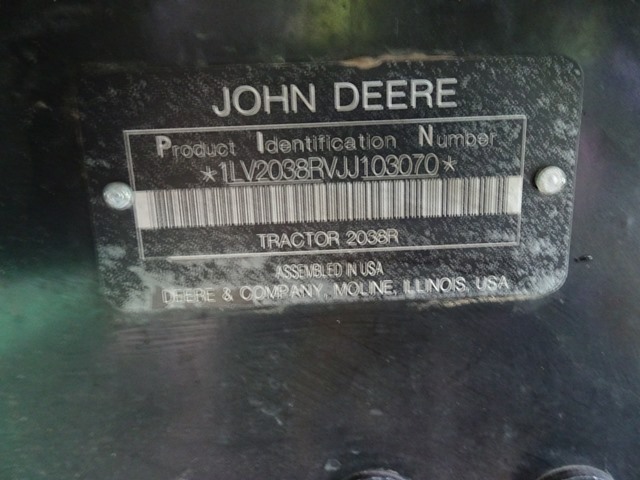 JOHN DEERE
Product Identification Number
*1LV2038RVJJ103070*
TRACTOR 2038R
ASSEMBLED IN USA
DEERE & COMPANY, MOLINE, ILLINOIS, USA